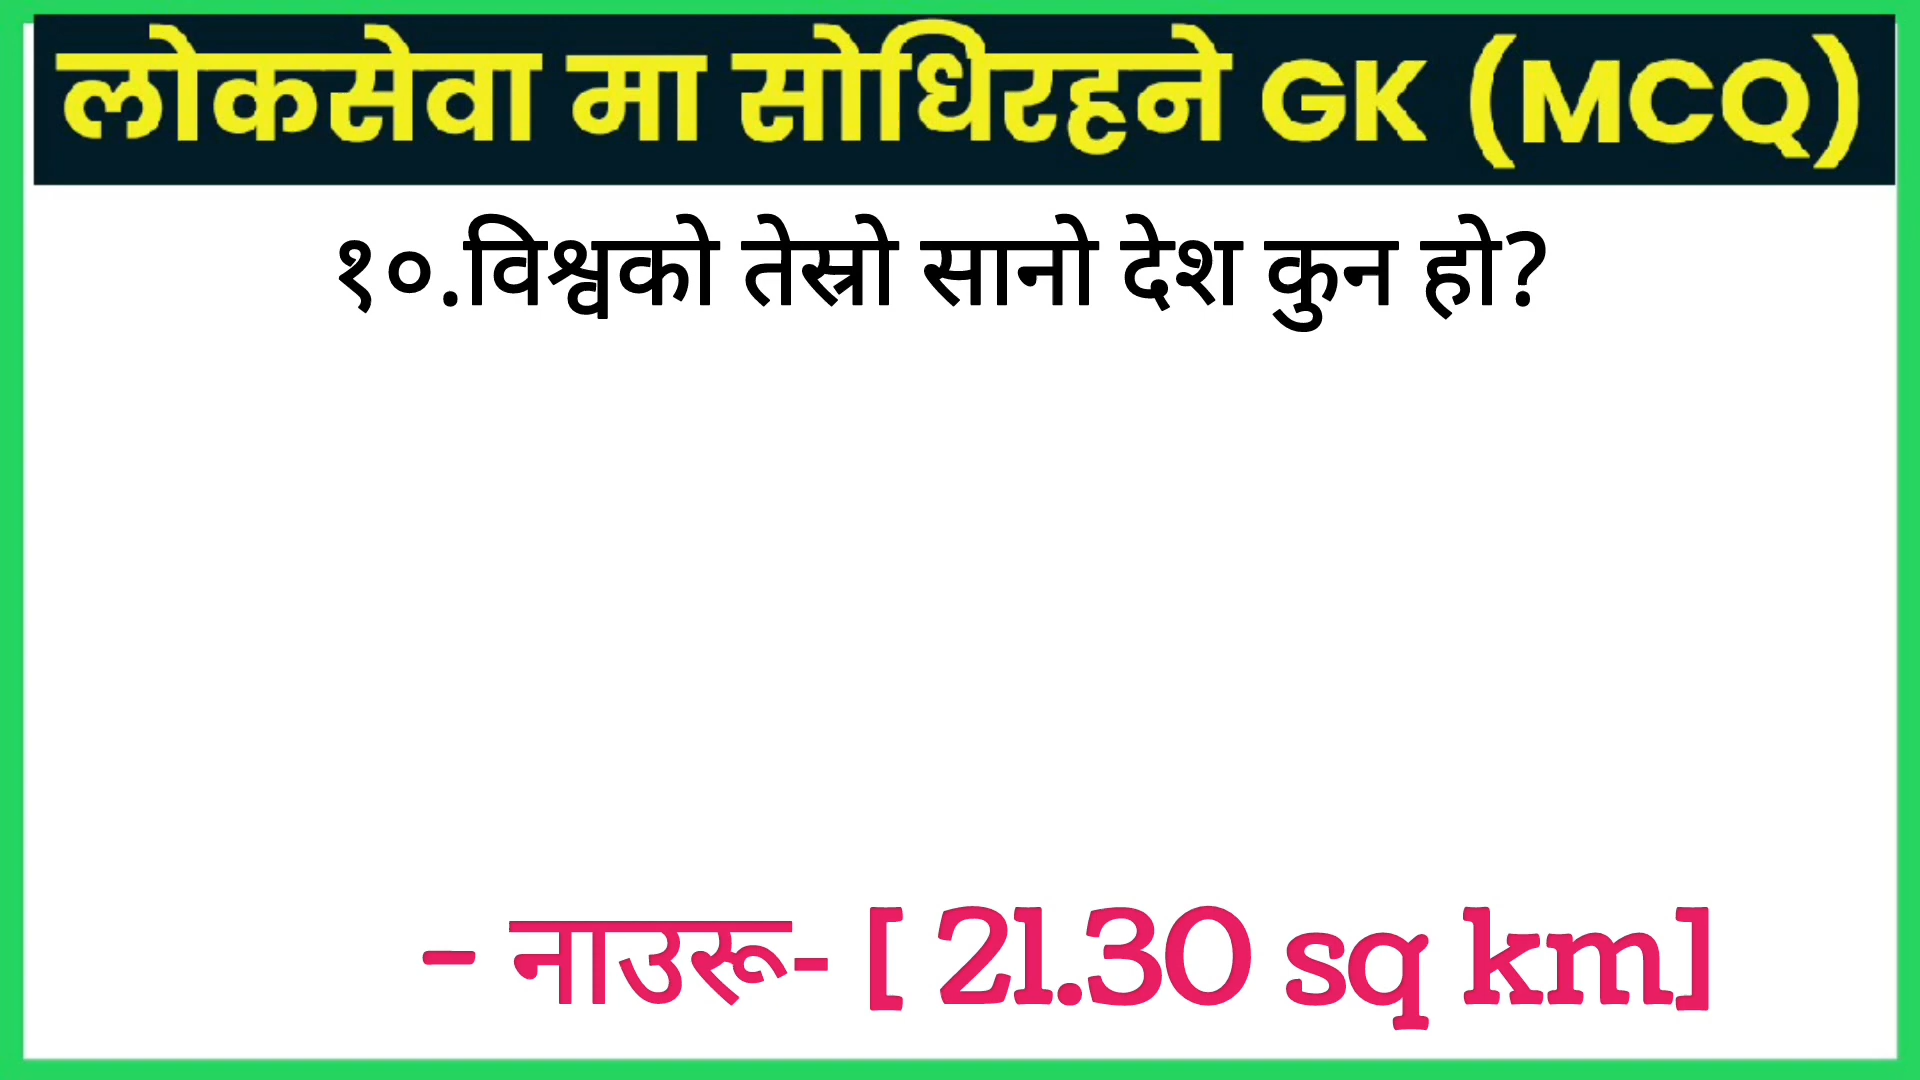 लोकसेवा मा सोधिरहने GK (MCQ)
१०.विश्वको तेस्रो सानो देश कुन हो?
- नाउरू- [ 21.30 sq km]